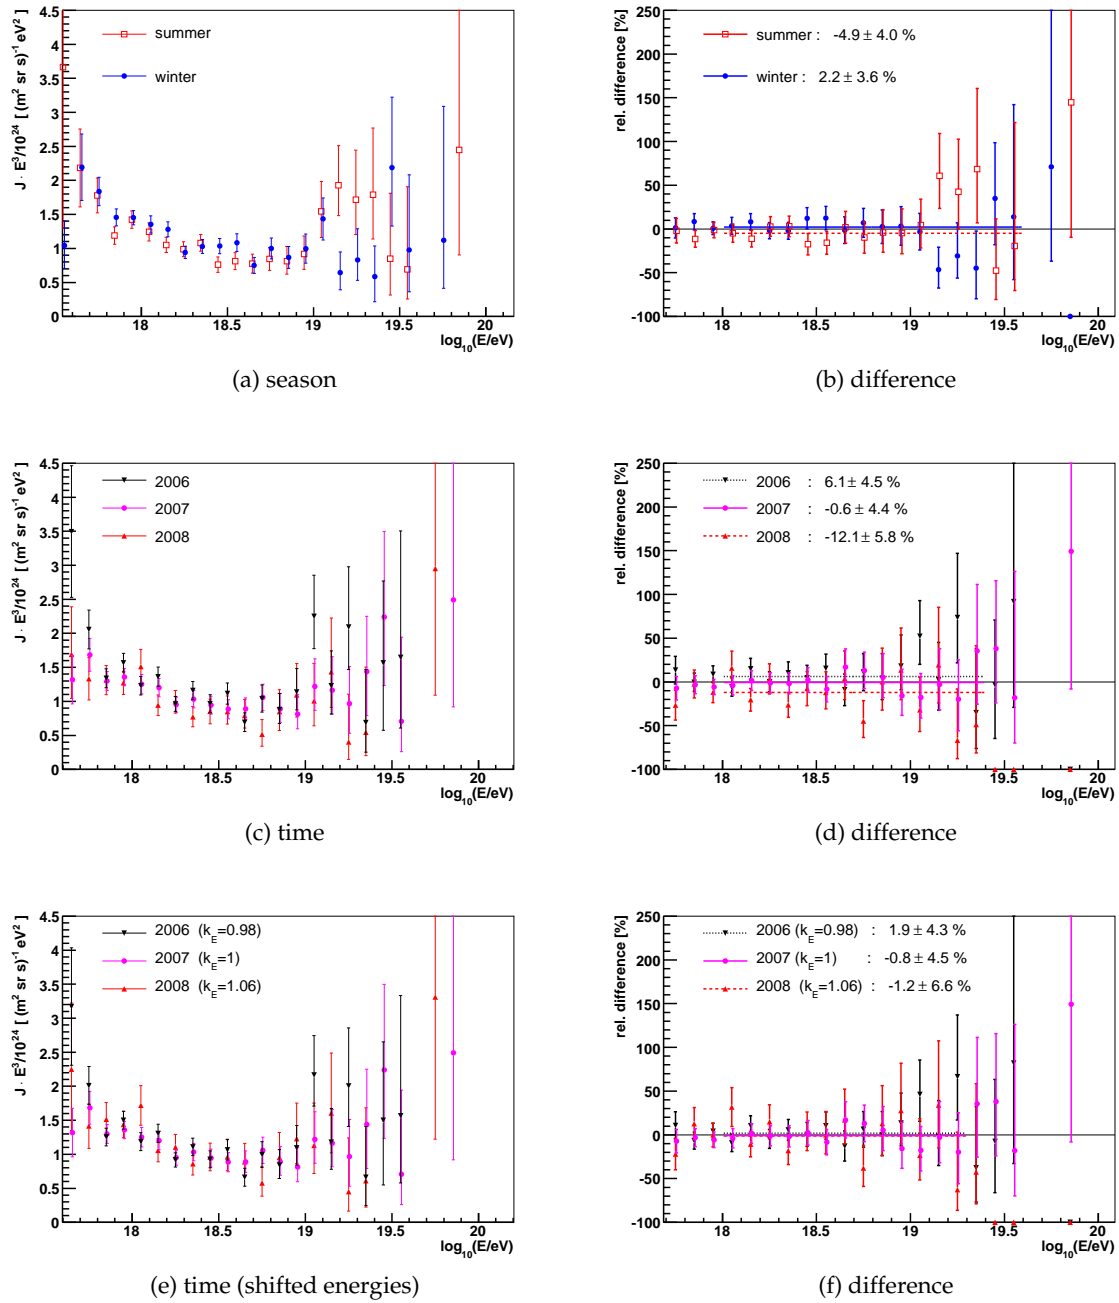 J · E³/10²⁴ [ (m² sr s)⁻¹ eV² ]
4.5
4
3.5
3
2.5
2
1.5
1
0.5
0
summer
winter
18
18.5
19
19.5
20
log₁₀(E/eV)
(a) season
rel. difference [%]
250
200
150
100
50
0
-50
-100
summer : -4.9 ± 4.0 %
winter : 2.2 ± 3.6 %
18
18.5
19
19.5
20
log₁₀(E/eV)
(b) difference
J · E³/10²⁴ [ (m² sr s)⁻¹ eV² ]
4.5
4
3.5
3
2.5
2
1.5
1
0.5
0
2006
2007
2008
18
18.5
19
19.5
20
log₁₀(E/eV)
(c) time
rel. difference [%]
250
200
150
100
50
0
-50
-100
2006 : 6.1 ± 4.5 %
2007 : -0.6 ± 4.4 %
2008 : -12.1 ± 5.8 %
18
18.5
19
19.5
20
log₁₀(E/eV)
(d) difference
J · E³/10²⁴ [ (m² sr s)⁻¹ eV² ]
4.5
4
3.5
3
2.5
2
1.5
1
0.5
0
2006 (k_E=0.98)
2007 (k_E=1)
2008 (k_E=1.06)
18
18.5
19
19.5
20
log₁₀(E/eV)
(e) time (shifted energies)
rel. difference [%]
250
200
150
100
50
0
-50
-100
2006 (k_E=0.98) : 1.9 ± 4.3 %
2007 (k_E=1) : -0.8 ± 4.5 %
2008 (k_E=1.06) : -1.2 ± 6.6 %
18
18.5
19
19.5
20
log₁₀(E/eV)
(f) difference